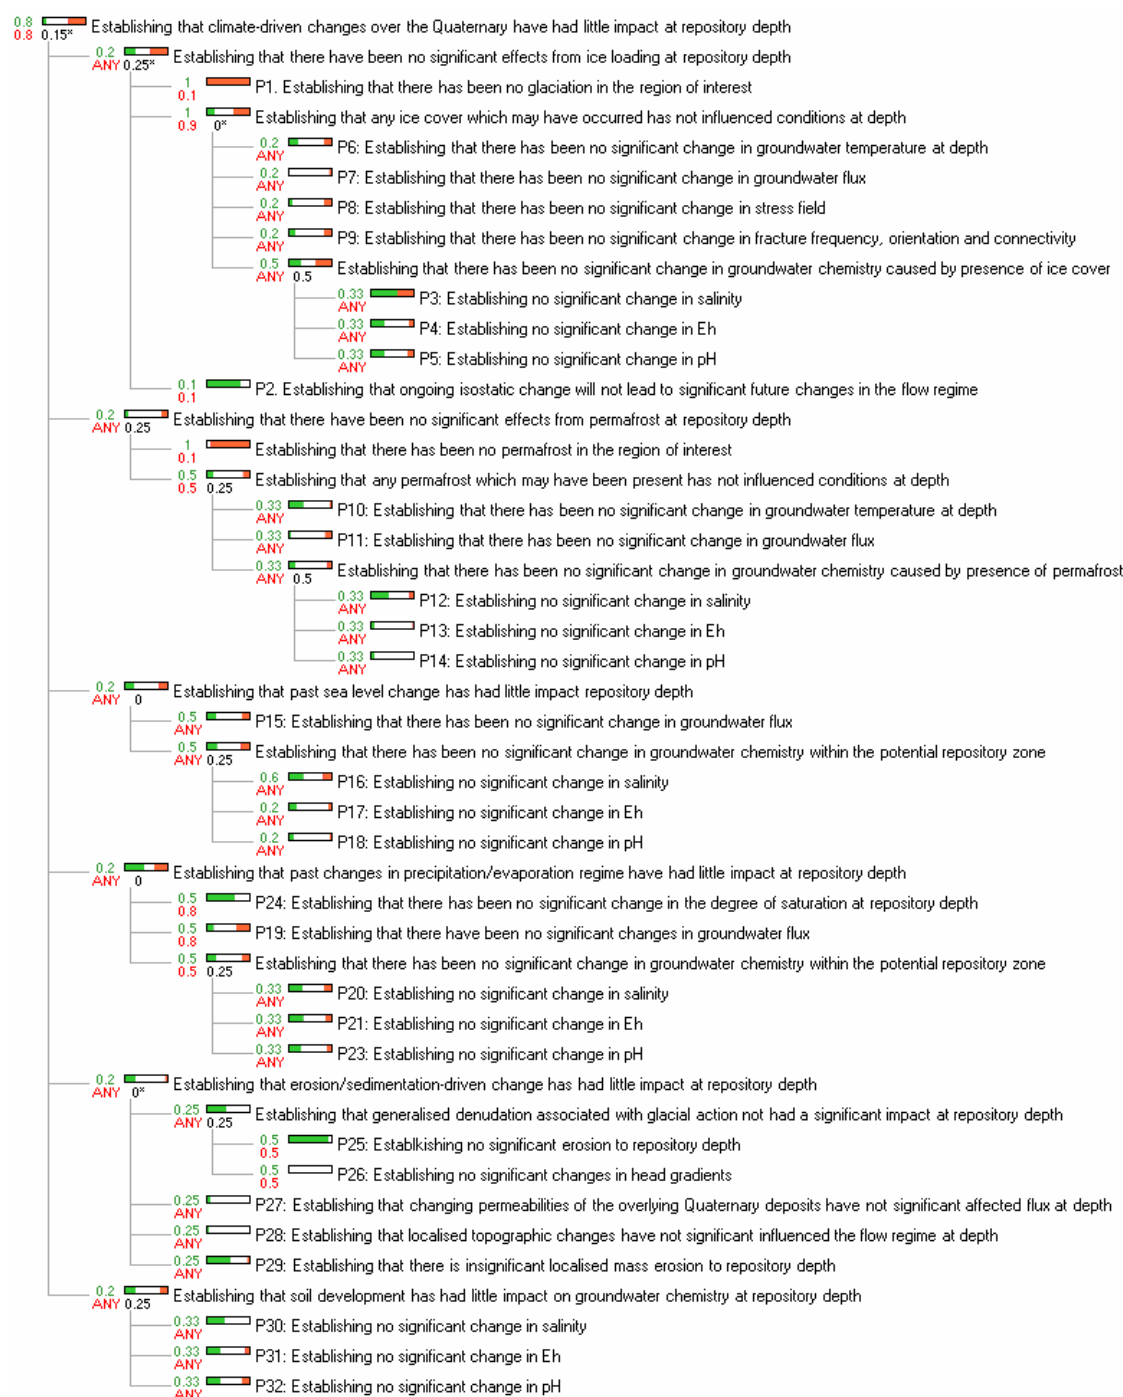 0.8 Establishing that climate-driven changes over the Quaternary have had little impact at repository depth
0.8 0.15*
0.2 Establishing that there have been no significant effects from ice loading at repository depth
ANY 0.25*
1 P1. Establishing that there has been no glaciation in the region of interest
0.1
1 Establishing that any ice cover which may have occurred has not influenced conditions at depth
0.9 0*
0.2 P6: Establishing that there has been no significant change in groundwater temperature at depth
ANY
0.2 P7: Establishing that there has been no significant change in groundwater flux
ANY
0.2 P8: Establishing that there has been no significant change in stress field
ANY
0.2 P9: Establishing that there has been no significant change in fracture frequency, orientation and connectivity
ANY
0.5 Establishing that there has been no significant change in groundwater chemistry caused by presence of ice cover
ANY 0.5
0.33 P3: Establishing no significant change in salinity
ANY
0.33 P4: Establishing no significant change in Eh
ANY
0.33 P5: Establishing no significant change in pH
ANY
0.1 P2. Establishing that ongoing isostatic change will not lead to significant future changes in the flow regime
0.1
0.2 Establishing that there have been no significant effects from permafrost at repository depth
ANY 0.25
1 Establishing that there has been no permafrost in the region of interest
0.1
0.5 Establishing that any permafrost which may have been present has not influenced conditions at depth
0.5 0.25
0.33 P10: Establishing that there has been no significant change in groundwater temperature at depth
ANY
0.33 P11: Establishing that there has been no significant change in groundwater flux
ANY
0.33 Establishing that there has been no significant change in groundwater chemistry caused by presence of permafrost
ANY 0.5
0.33 P12: Establishing no significant change in salinity
ANY
0.33 P13: Establishing no significant change in Eh
ANY
0.33 P14: Establishing no significant change in pH
ANY
0.2 Establishing that past sea level change has had little impact repository depth
ANY 0
0.5 P15: Establishing that there has been no significant change in groundwater flux
ANY
0.5 Establishing that there has been no significant change in groundwater chemistry within the potential repository zone
ANY 0.25
0.6 P16: Establishing no significant change in salinity
ANY
0.2 P17: Establishing no significant change in Eh
ANY
0.2 P18: Establishing no significant change in pH
ANY
0.2 Establishing that past changes in precipitation/evaporation regime have had little impact at repository depth
ANY 0
0.5 P24: Establishing that there has been no significant change in the degree of saturation at repository depth
0.8
0.5 P19: Establishing that there have been no significant changes in groundwater flux
0.8
0.5 Establishing that there has been no significant change in groundwater chemistry within the potential repository zone
0.5 0.25
0.33 P20: Establishing no significant change in salinity
ANY
0.33 P21: Establishing no significant change in Eh
ANY
0.33 P23: Establishing no significant change in pH
ANY
0.2 Establishing that erosion/sedimentation-driven change has had little impact at repository depth
ANY 0*
0.25 Establishing that generalised denudation associated with glacial action not had a significant impact at repository depth
ANY 0.25
0.5 P25: Establkishing no significant erosion to repository depth
0.5
0.5 P26: Establishing no significant changes in head gradients
0.5
0.25 P27: Establishing that changing permeabilities of the overlying Quaternary deposits have not significant affected flux at depth
ANY
0.25 P28: Establishing that localised topographic changes have not significant influenced the flow regime at depth
ANY
0.25 P29: Establishing that there is insignificant localised mass erosion to repository depth
ANY
0.2 Establishing that soil development has had little impact on groundwater chemistry at repository depth
ANY 0.25
0.33 P30: Establishing no significant change in salinity
ANY
0.33 P31: Establishing no significant change in Eh
ANY
0.33 P32: Establishing no significant change in pH
ANY